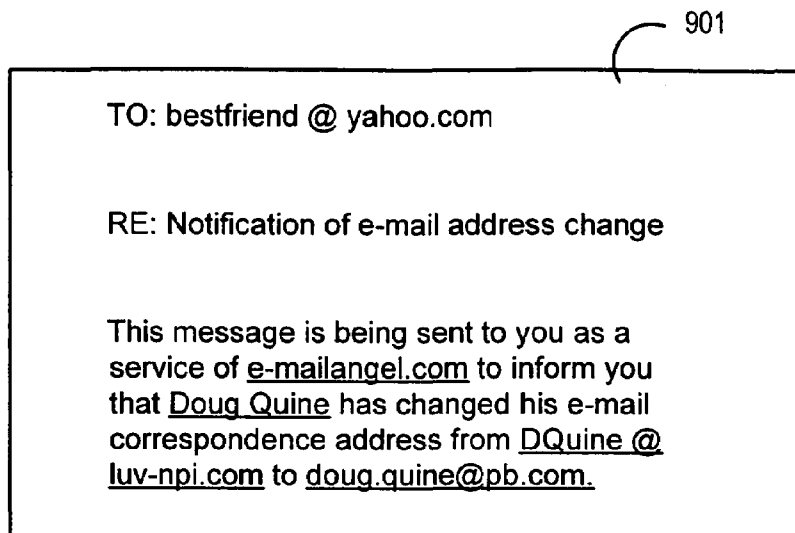 901
TO: bestfriend @ yahoo.com
RE: Notification of e-mail address change
This message is being sent to you as a
service of e-mailangel.com to inform you
that Doug Quine has changed his e-mail
correspondence address from DQuine @
luv-npi.com to doug.quine@pb.com.